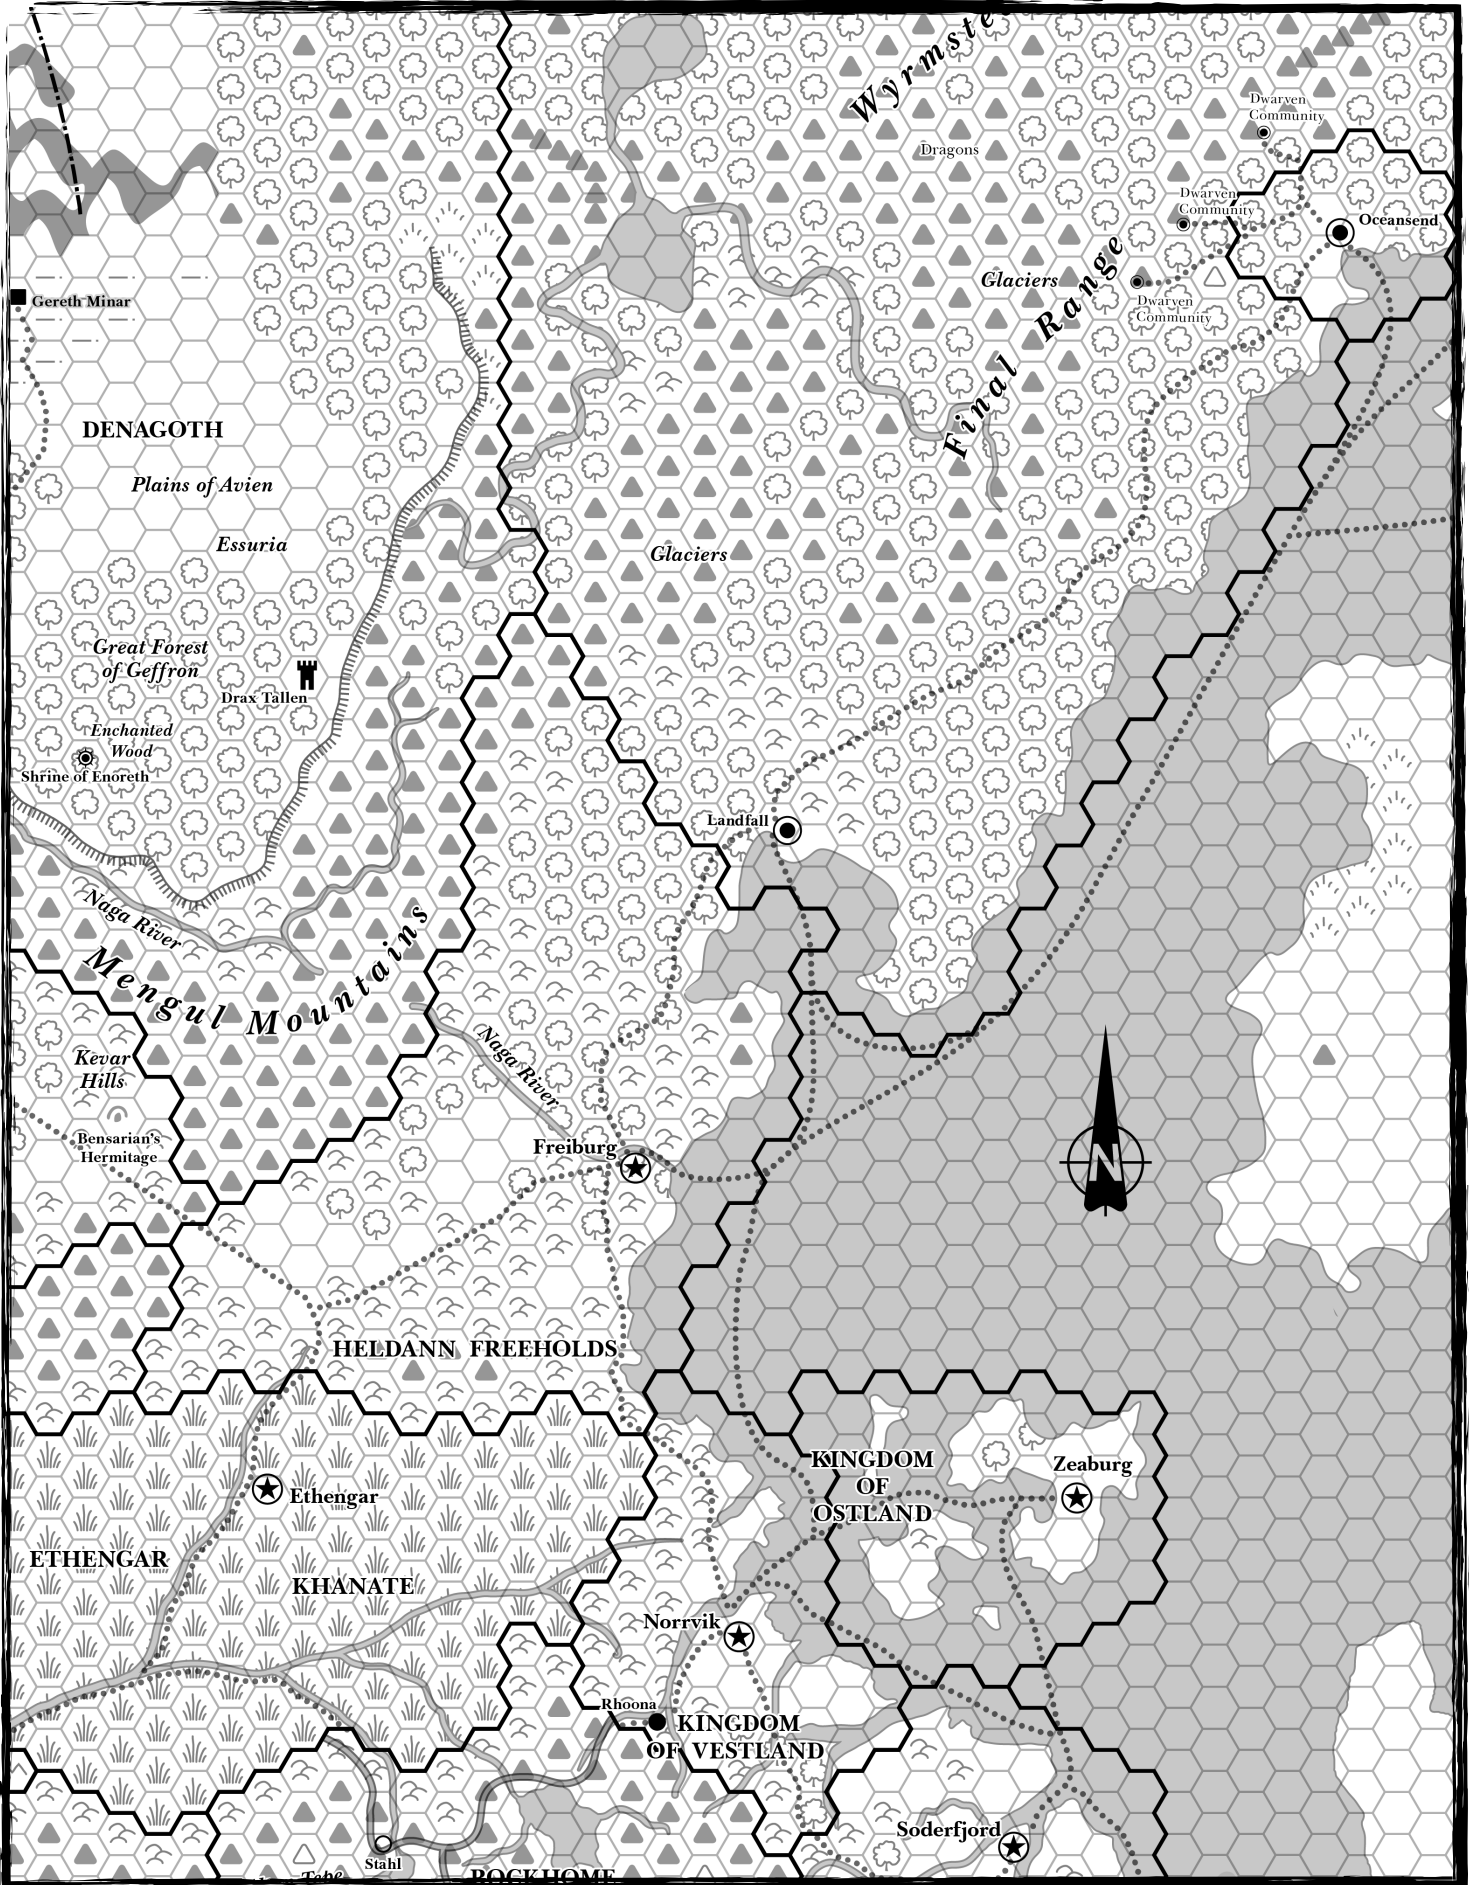 Wyrmste
Dwarven
Community
Dragons
Dwarven
Community
Oceansend
Gereth Minar
Glaciers
Dwarven
Community
Final Range
DENAGOTH
Plains of Avien
Essuria
Glaciers
Great Forest
of Geffron
Drax Tallen
Enchanted
Wood
Shrine of Enoreth
Landfall
Naga River
Mengul Mountains
Kevar
Hills
Naga River
Bensarian's
Hermitage
Freiburg
N
HELDANN FREEHOLDS
KINGDOM
OF
OSTLAND
Zeaburg
Ethengar
ETHENGAR
KHANATE
Norrvik
Rhoona
KINGDOM
OF VESTLAND
Soderfjord
Stahl
ROCKHOME